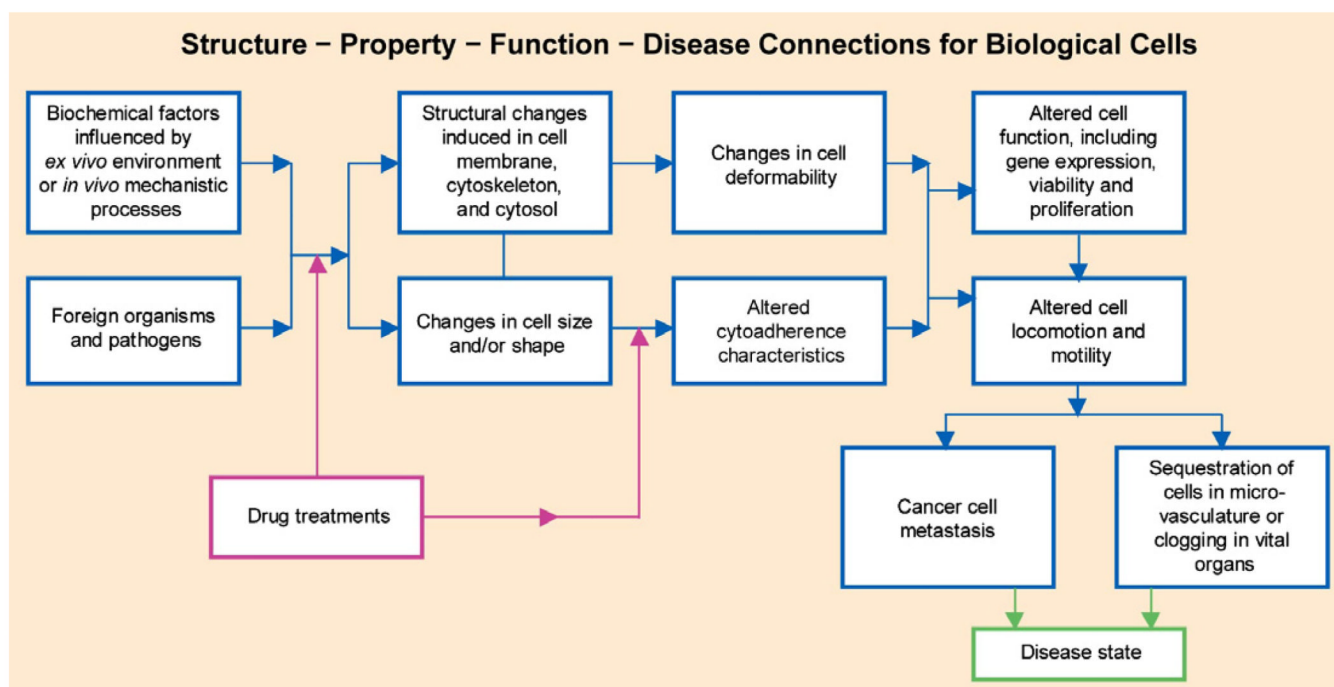 Structure – Property – Function – Disease Connections for Biological Cells
Biochemical factors
influenced by
ex vivo environment
or in vivo mechanistic
processes
Structural changes
induced in cell
membrane,
cytoskeleton,
and cytosol
Changes in cell
deformability
Altered cell
function, including
gene expression,
viability and
proliferation
Foreign organisms
and pathogens
Changes in cell size
and/or shape
Altered
cytoadherence
characteristics
Altered cell
locomotion and
motility
Drug treatments
Cancer cell
metastasis
Sequestration of
cells in micro-
vasculature or
clogging in vital
organs
Disease state